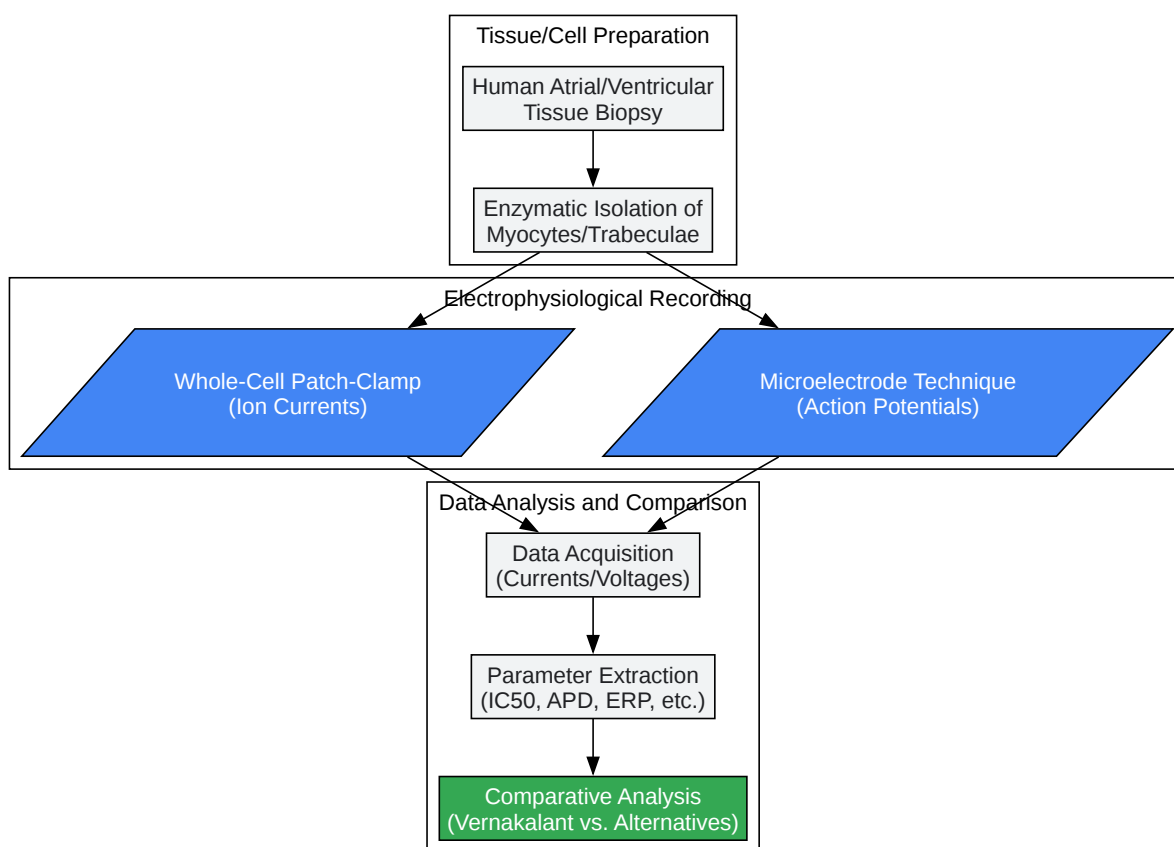 Tissue/Cell Preparation
Human Atrial/Ventricular
Tissue Biopsy
Enzymatic Isolation of
Myocytes/Trabeculae
Electrophysiological Recording
Whole-Cell Patch-Clamp
(Ion Currents)
Microelectrode Technique
(Action Potentials)
Data Analysis and Comparison
Data Acquisition
(Currents/Voltages)
Parameter Extraction
(IC50, APD, ERP, etc.)
Comparative Analysis
(Vernakalant vs. Alternatives)